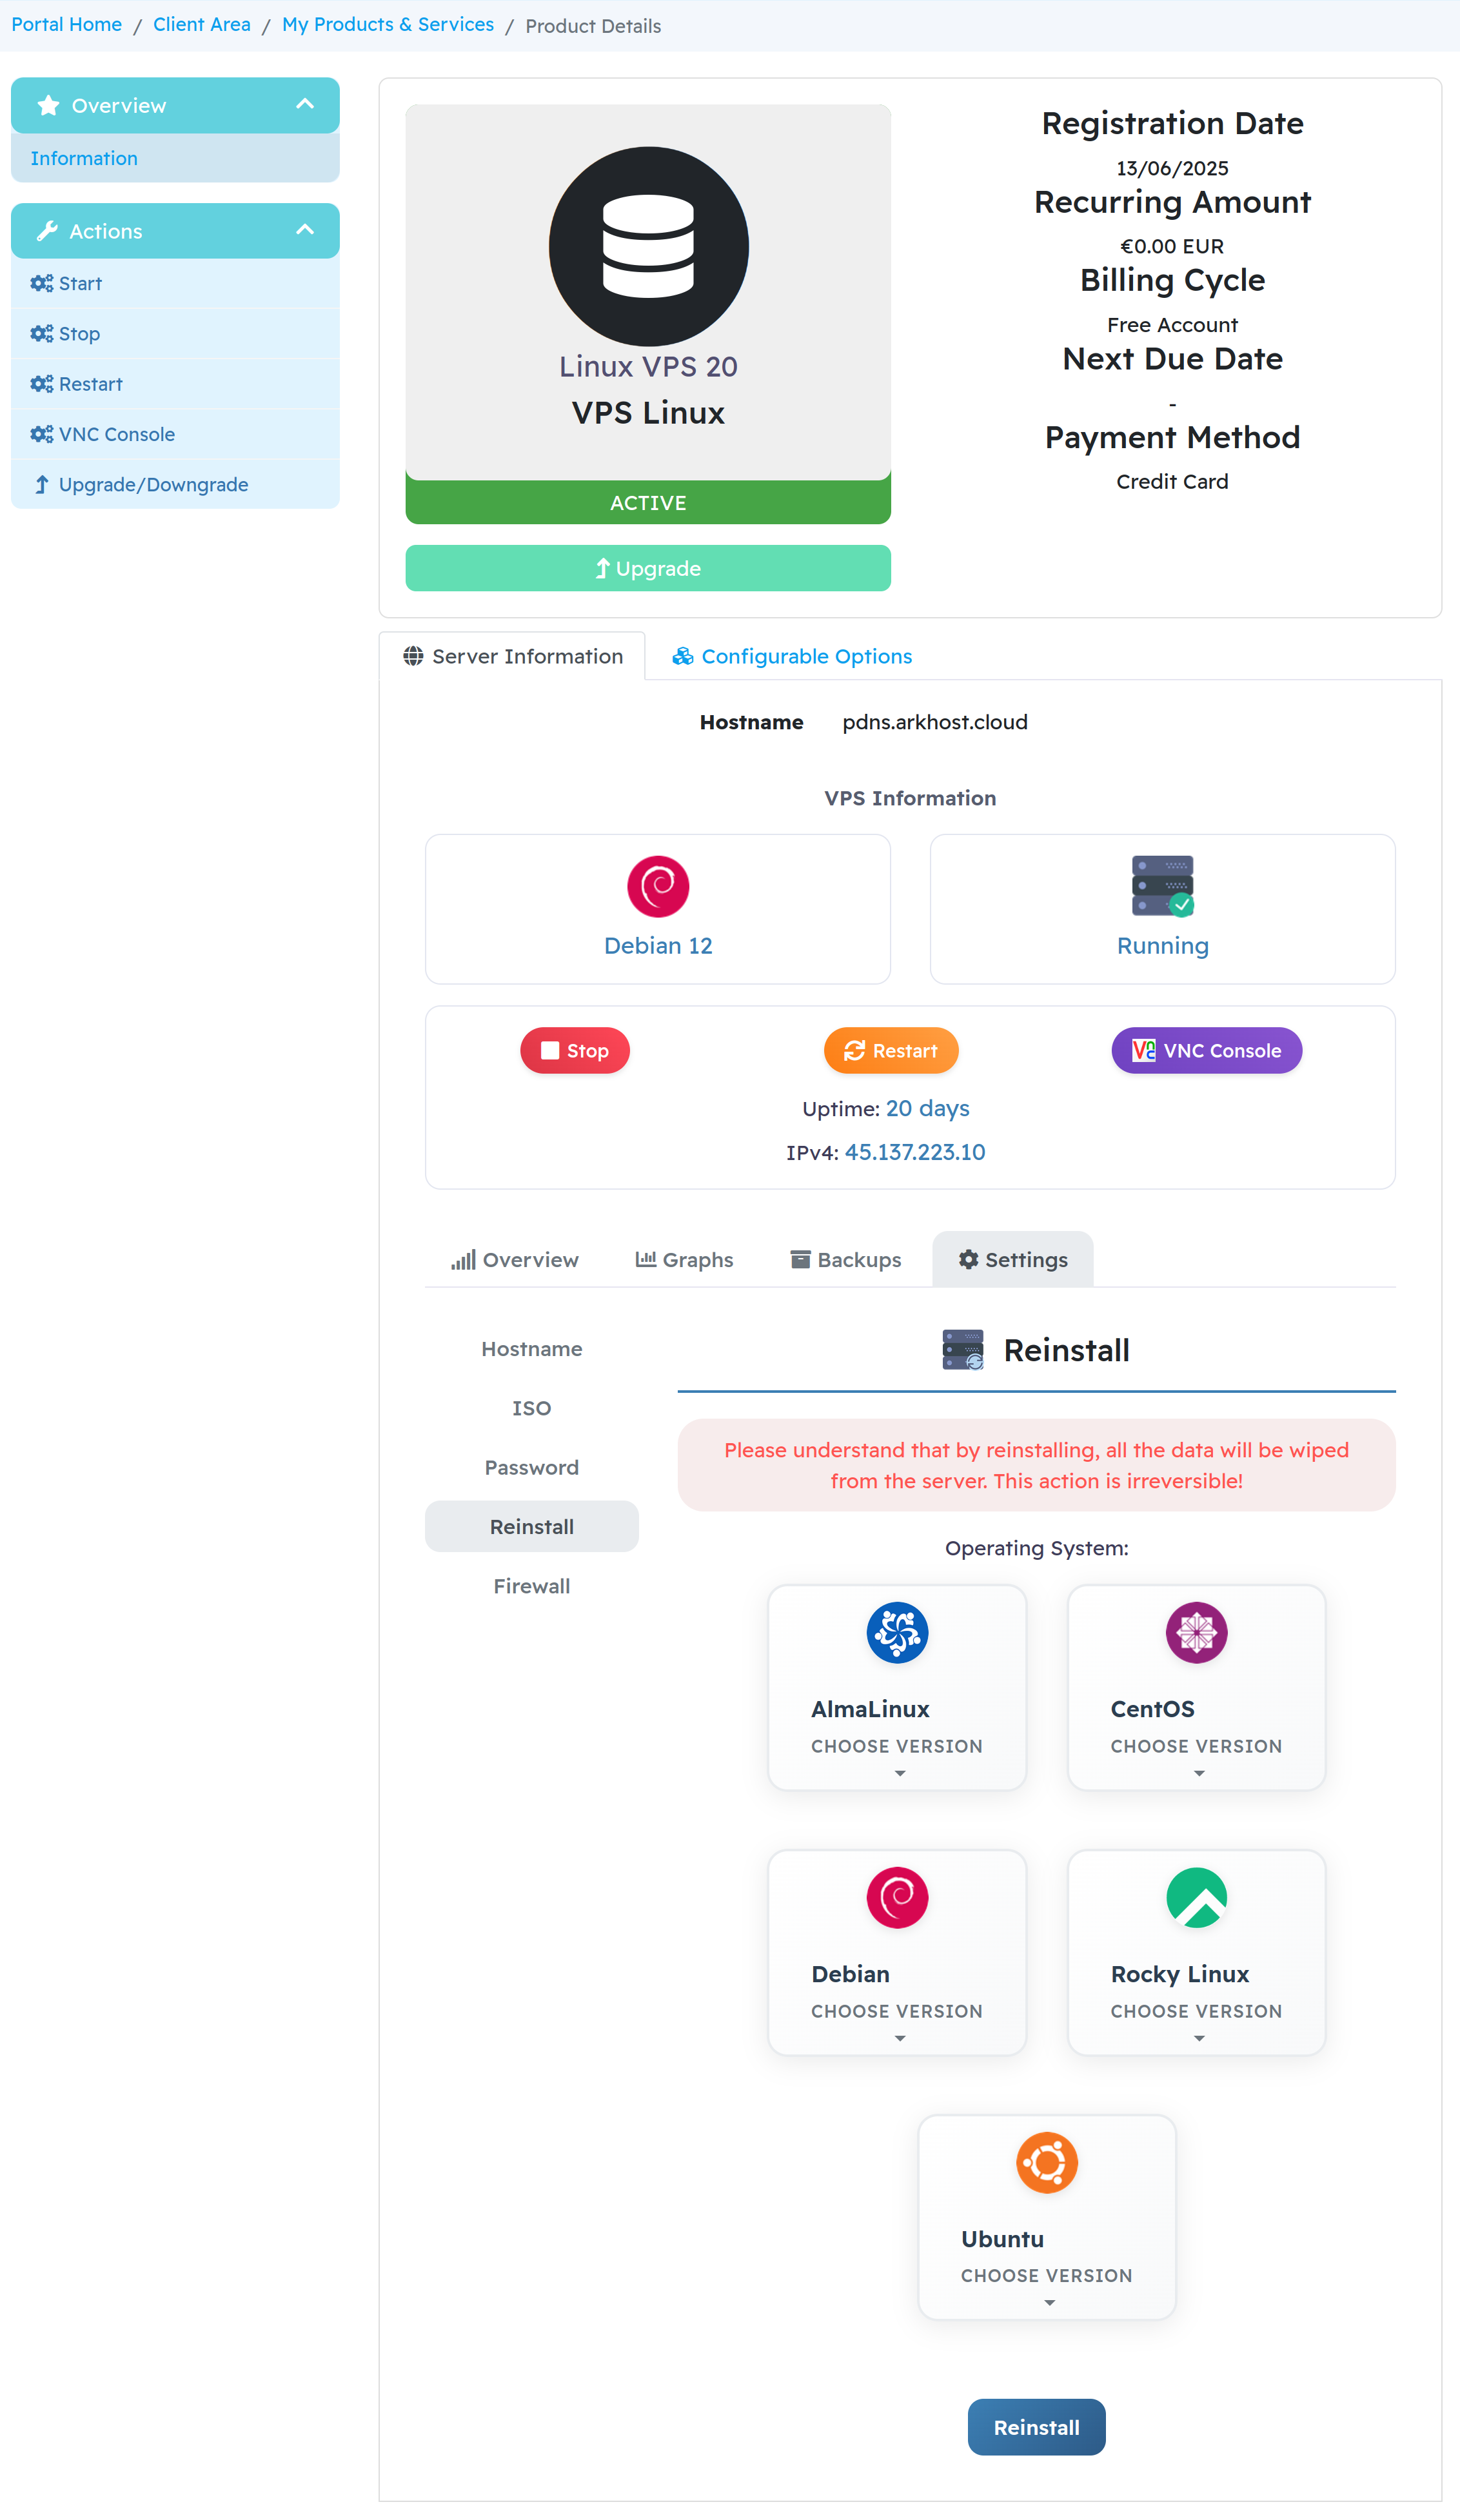 Portal Home / Client Area / My Products & Services / Product Details
Overview
Information
Actions
Start
Stop
Restart
VNC Console
Upgrade/Downgrade
Linux VPS 20
VPS Linux
ACTIVE
Upgrade
Registration Date
13/06/2025
Recurring Amount
€0.00 EUR
Billing Cycle
Free Account
Next Due Date
-
Payment Method
Credit Card
Server Information
Configurable Options
Hostname pdns.arkhost.cloud
VPS Information
Debian 12
Running
Stop
Restart
VNC Console
Uptime: 20 days
IPv4: 45.137.223.10
Overview
Graphs
Backups
Settings
Hostname
ISO
Password
Reinstall
Firewall
Reinstall
Please understand that by reinstalling, all the data will be wiped
from the server. This action is irreversible!
Operating System:
AlmaLinux
CHOOSE VERSION
CentOS
CHOOSE VERSION
Debian
CHOOSE VERSION
Rocky Linux
CHOOSE VERSION
Ubuntu
CHOOSE VERSION
Reinstall